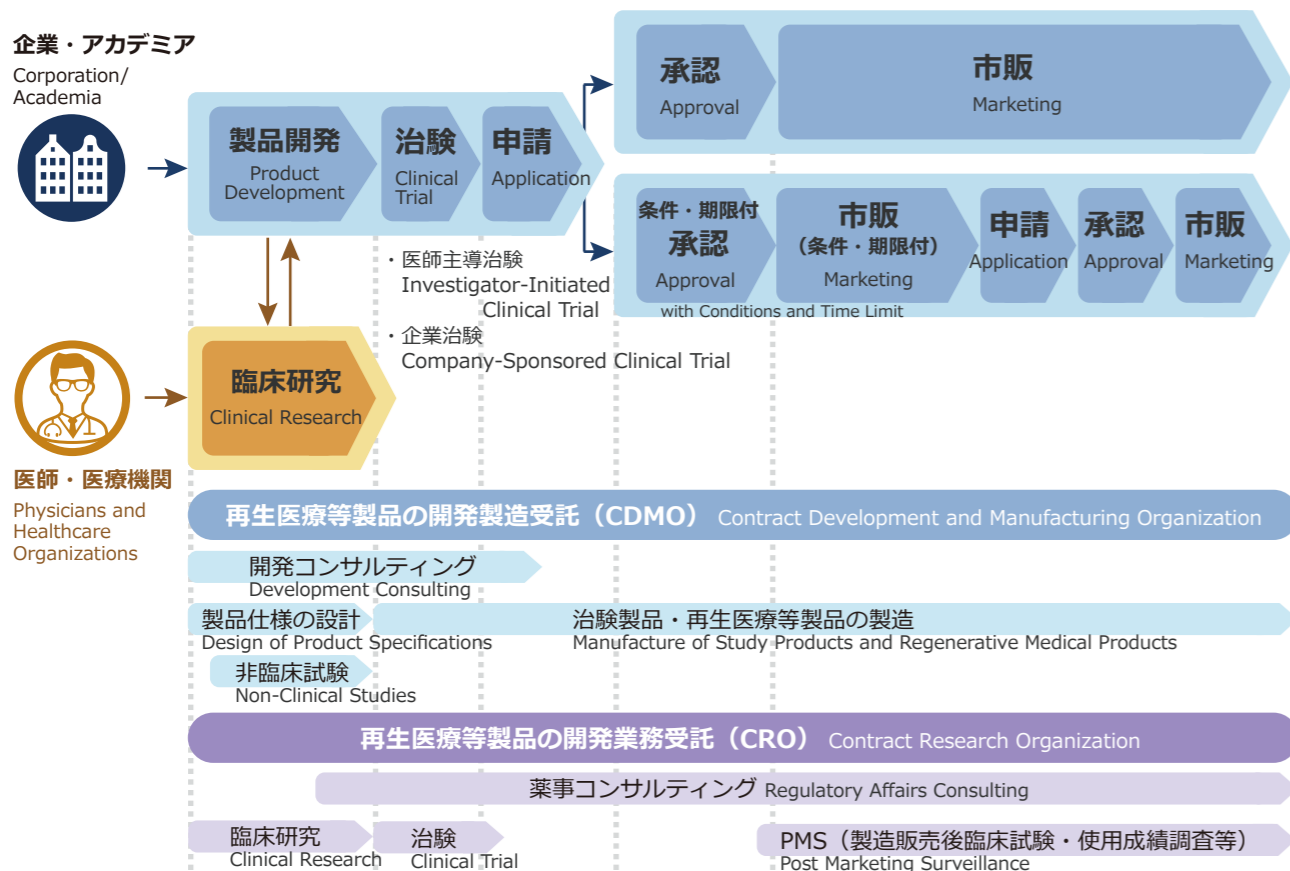 企業・アカデミア
Corporation/
Academia
製品開発
Product
Development
治験
Clinical
Trial
申請
Application
承認
Approval
市販
Marketing
条件・期限付
承認
Approval
市販
(条件・期限付)
Marketing
with Conditions and Time Limit
申請
Application
承認
Approval
市販
Marketing
・医師主導治験
Investigator-Initiated
Clinical Trial
・企業治験
Company-Sponsored Clinical Trial
臨床研究
Clinical Research
医師・医療機関
Physicians and
Healthcare
Organizations
再生医療等製品の開発製造受託（CDMO） Contract Development and Manufacturing Organization
開発コンサルティング
Development Consulting
製品仕様の設計
Design of Product Specifications
治験製品・再生医療等製品の製造
Manufacture of Study Products and Regenerative Medical Products
非臨床試験
Non-Clinical Studies
再生医療等製品の開発業務受託（CRO） Contract Research Organization
薬事コンサルティング Regulatory Affairs Consulting
臨床研究
Clinical Research
治験
Clinical Trial
PMS（製造販売後臨床試験・使用成績調査等）
Post Marketing Surveillance